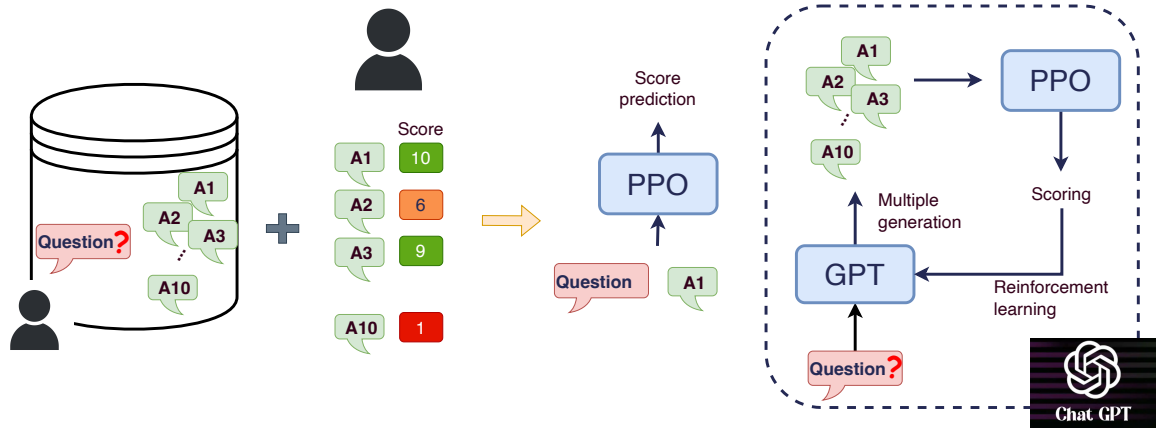 Question?
A1
A2
A3
A10
Score
A1
10
A2
6
A3
9
A10
1
Score
prediction
PPO
Question
A1
A1
A2
A3
A10
PPO
Multiple
generation
Scoring
GPT
Reinforcement
learning
Question?
Chat GPT